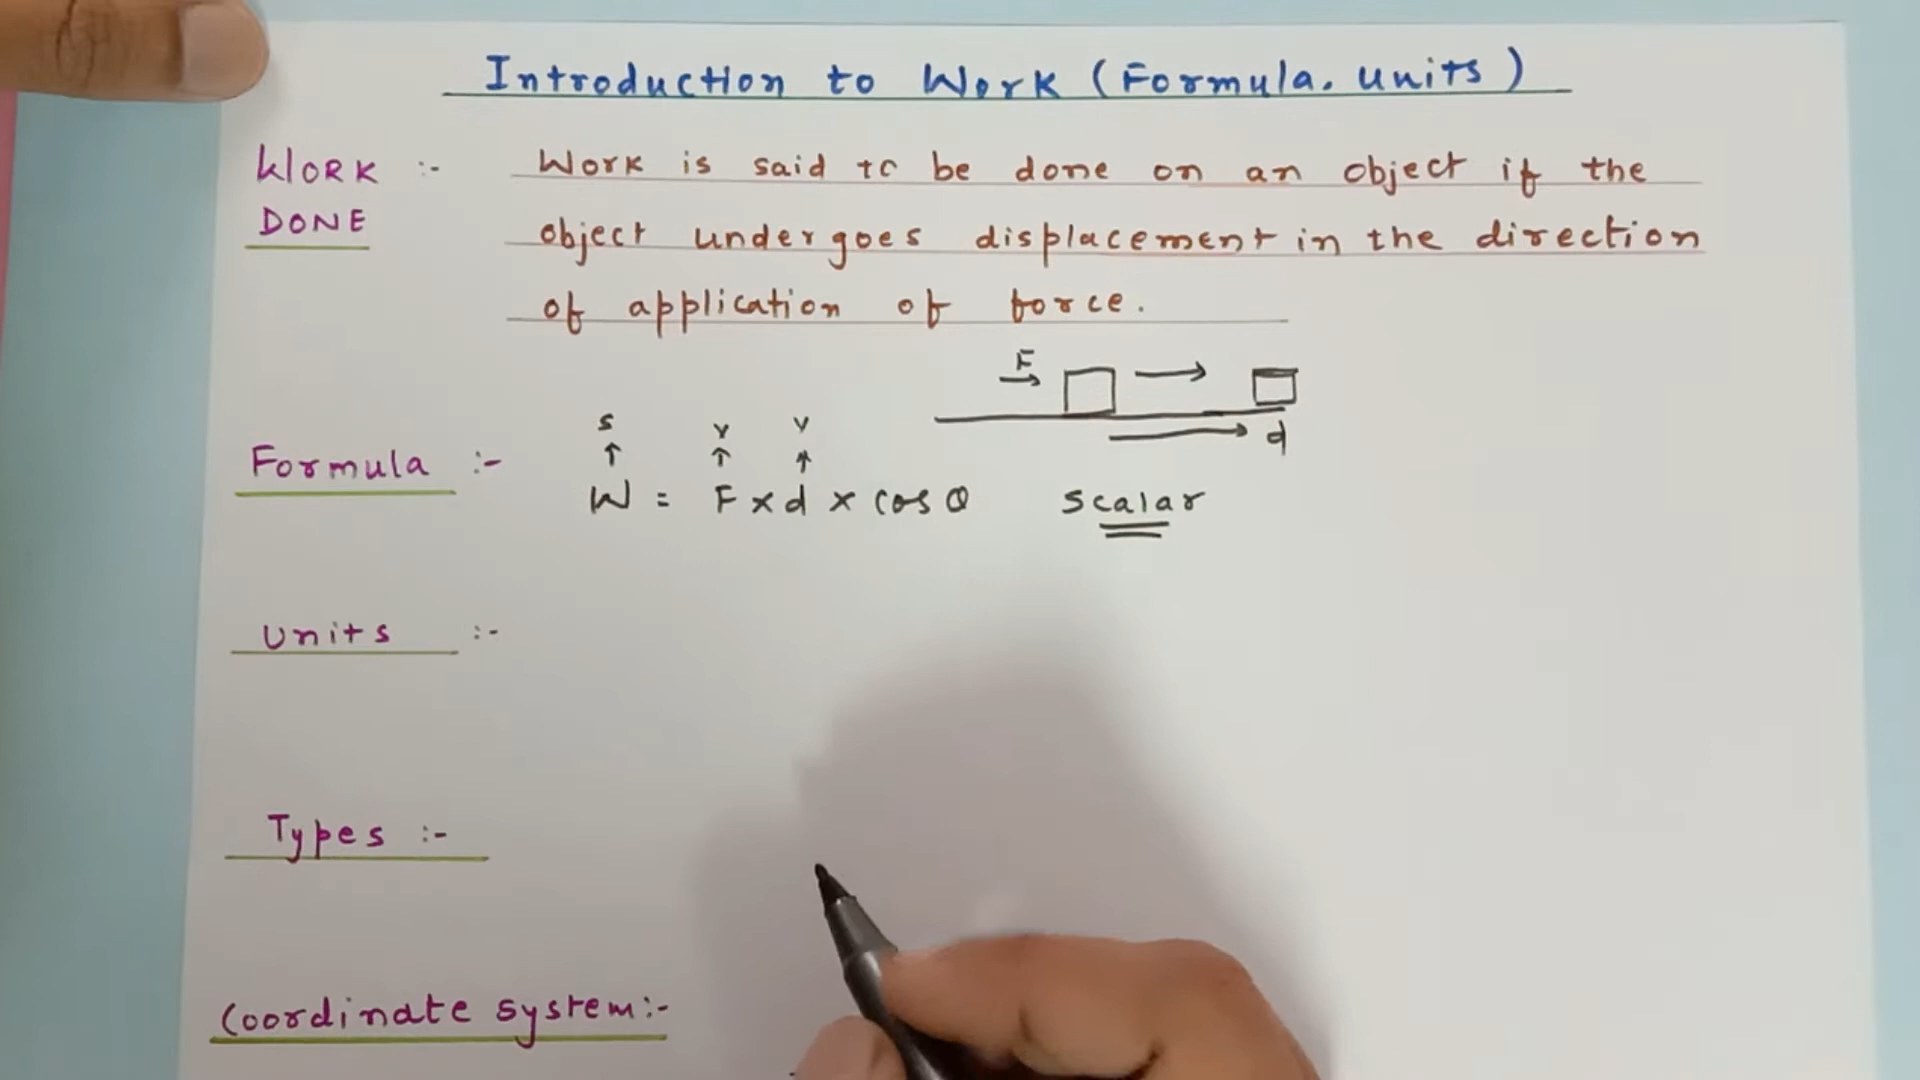 Introduction to Work (Formula, units)
WORK DONE :-
Work is said to be done on an object if the
object undergoes displacement in the direction
of application of force.
F
d
S V V
↑ ↑ ↑
Formula :- W = F × d × cos θ scalar
Units :-
Types :-
Coordinate system:-